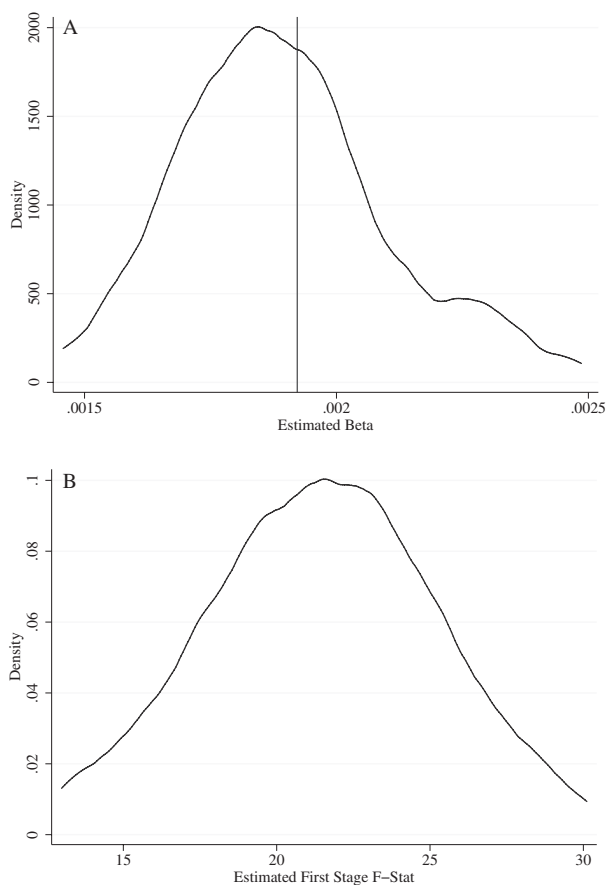 A
Density
2000
1500
1000
500
0
.0015 .002 .0025
Estimated Beta
B
Density
.1
.08
.06
.04
.02
0
15 20 25 30
Estimated First Stage F−Stat